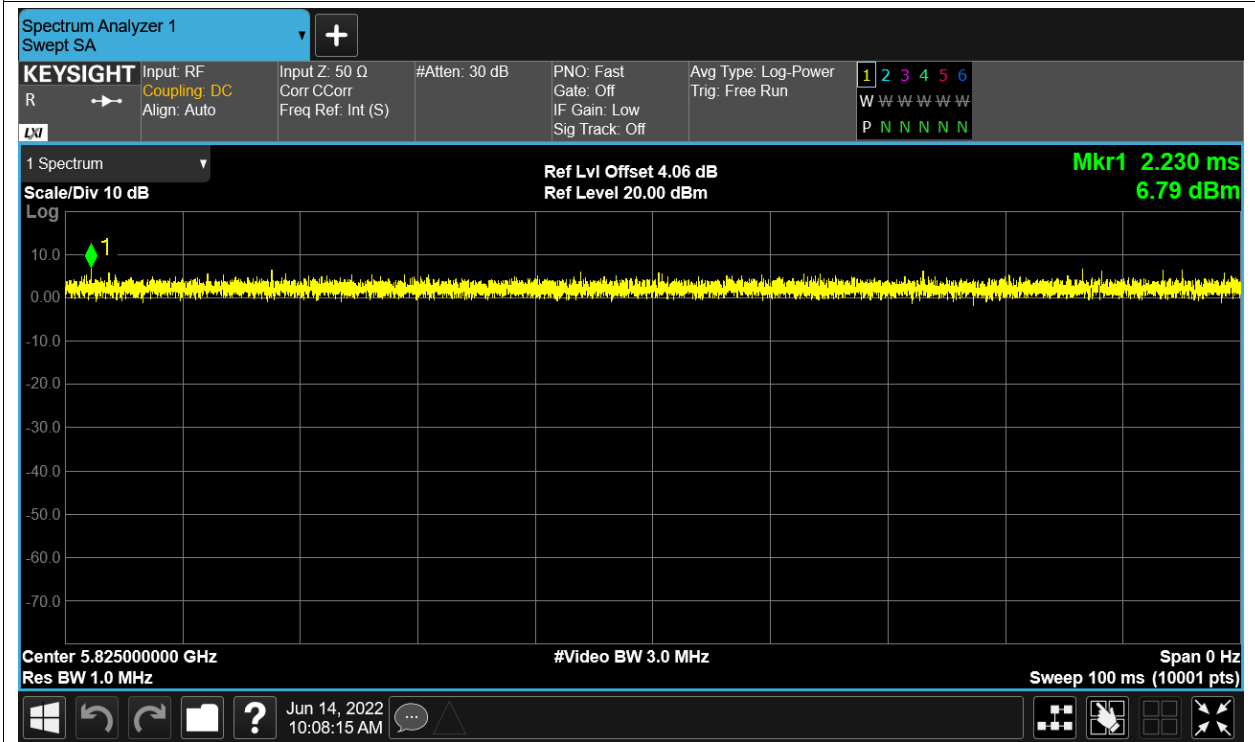 Spectrum Analyzer 1
Swept SA
+
KEYSIGHT
R
LXI
Input: RF
Coupling: DC
Align: Auto
Input Z: 50 Ω
Corr CCorr
Freq Ref: Int (S)
#Atten: 30 dB
PNO: Fast
Gate: Off
IF Gain: Low
Sig Track: Off
Avg Type: Log-Power
Trig: Free Run
1 2 3 4 5 6
W W W W W W
P N N N N N
1 Spectrum
Scale/Div 10 dB
Log
Ref Lvl Offset 4.06 dB
Ref Level 20.00 dBm
Mkr1 2.230 ms
6.79 dBm
1
10.0
0.00
-10.0
-20.0
-30.0
-40.0
-50.0
-60.0
-70.0
Center 5.825000000 GHz
Res BW 1.0 MHz
#Video BW 3.0 MHz
Span 0 Hz
Sweep 100 ms (10001 pts)
?
Jun 14, 2022
10:08:15 AM